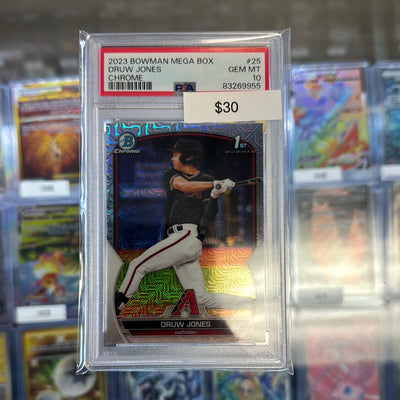 2023 BOWMAN MEGA BOX #25
DRUW JONES GEM MT
CHROME 10
PSA 83269955
$30
B
Chrome
1ST
BOWMAN
A
DRUW JONES
outfielder